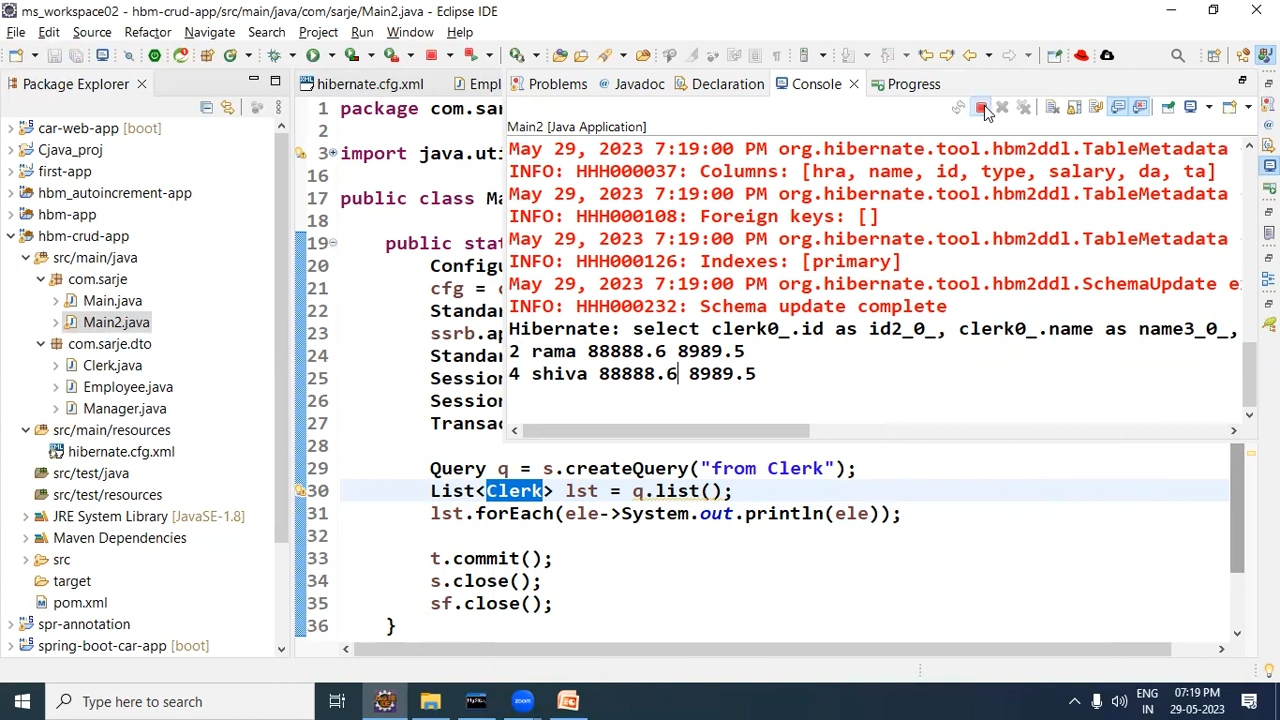 ms_workspace02 - hbm-crud-app/src/main/java/com/sarje/Main2.java - Eclipse IDE
File Edit Source Refactor Navigate Search Project Run Window Help
Package Explorer
hibernate.cfg.xml Empl Problems Javadoc Declaration Console Progress
Main2 [Java Application]
car-web-app [boot]
Cjava_proj
first-app
hbm_autoincrement-app
hbm-app
hbm-crud-app
src/main/java
com.sarje
Main.java
Main2.java
com.sarje.dto
Clerk.java
Employee.java
Manager.java
src/main/resources
hibernate.cfg.xml
src/test/java
src/test/resources
JRE System Library [JavaSE-1.8]
Maven Dependencies
src
target
pom.xml
spr-annotation
spring-boot-car-app [boot]
May 29, 2023 7:19:00 PM org.hibernate.tool.hbm2ddl.TableMetadata
INFO: HHH000037: Columns: [hra, name, id, type, salary, da, ta]
May 29, 2023 7:19:00 PM org.hibernate.tool.hbm2ddl.TableMetadata
INFO: HHH000108: Foreign keys: []
May 29, 2023 7:19:00 PM org.hibernate.tool.hbm2ddl.TableMetadata
INFO: HHH000126: Indexes: [primary]
May 29, 2023 7:19:00 PM org.hibernate.tool.hbm2ddl.SchemaUpdate e
INFO: HHH000232: Schema update complete
Hibernate: select clerk0_.id as id2_0_, clerk0_.name as name3_0_,
2 rama 88888.6 8989.5
4 shiva 88888.6 8989.5
1 package com.sar
2
3 import java.uti
16
17 public class Ma
18
19 public stat
20 Configu
21 cfg = c
22 Standar
23 ssrb.ap
24 Standar
25 Session
26 Session
27 Transac
28
29 Query q = s.createQuery("from Clerk");
30 List<Clerk> lst = q.list();
31 lst.forEach(ele->System.out.println(ele));
32
33 t.commit();
34 s.close();
35 sf.close();
36 }
Type here to search
ENG
IN
07:19 PM
29-05-2023